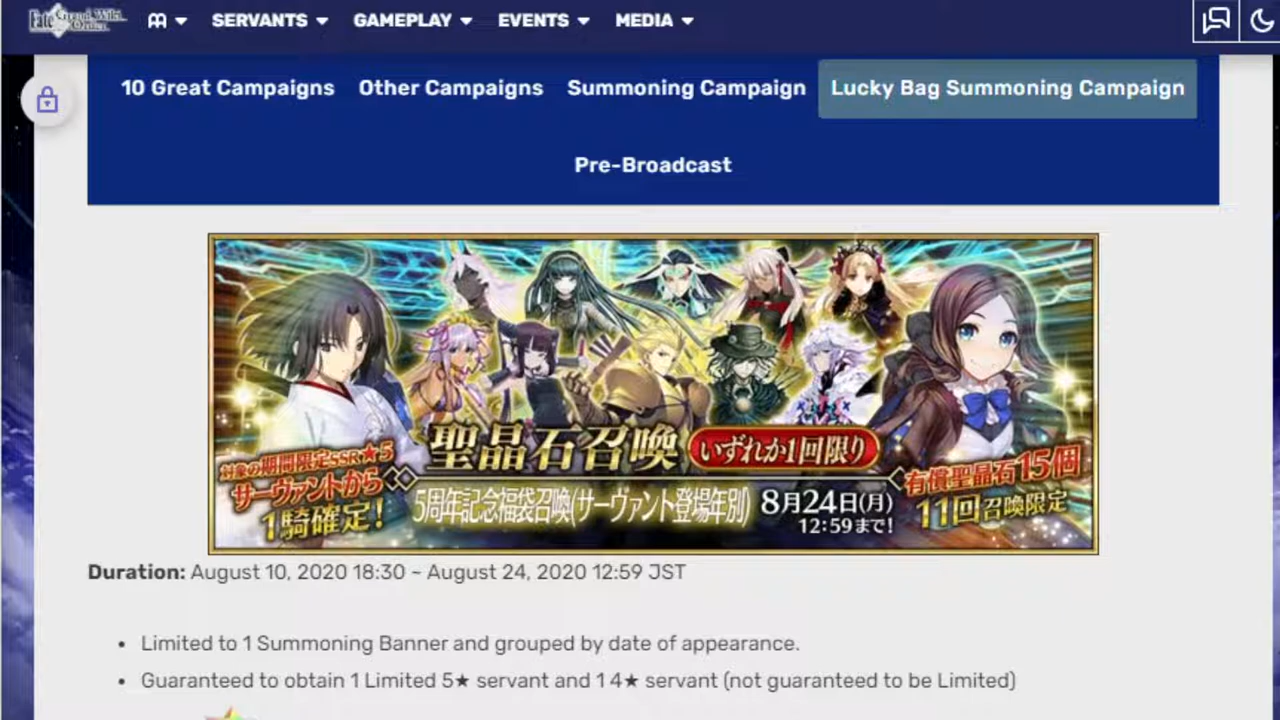 Fate Grand Order Wiki
SERVANTS GAMEPLAY EVENTS MEDIA
10 Great Campaigns Other Campaigns Summoning Campaign Lucky Bag Summoning Campaign
Pre-Broadcast
対象の期間限定SSR★5
サーヴァントから
1騎確定!
聖晶石召喚
いずれか1回限り
5周年記念福袋召喚(サーヴァント登場年別)
8月24日(月)
12:59まで!
有償聖晶石15個
11回召喚限定
Duration: August 10, 2020 18:30 ~ August 24, 2020 12:59 JST
• Limited to 1 Summoning Banner and grouped by date of appearance.
• Guaranteed to obtain 1 Limited 5★ servant and 1 4★ servant (not guaranteed to be Limited)